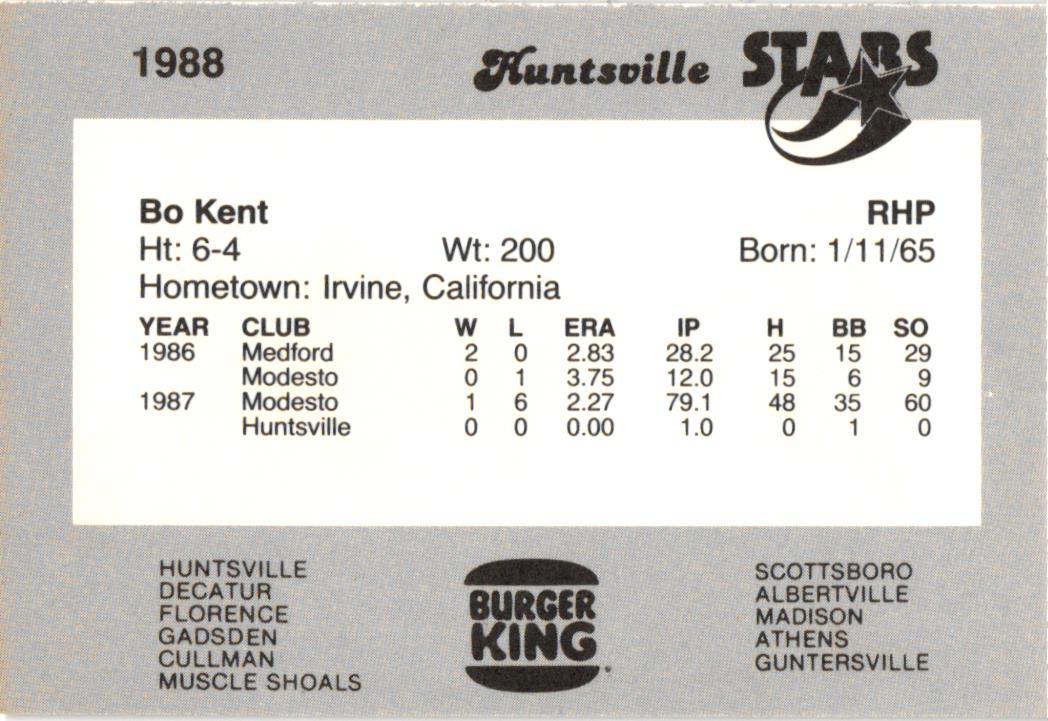 1988 Huntsville STARS
Bo Kent RHP
Ht: 6-4 Wt: 200 Born: 1/11/65
Hometown: Irvine, California
YEAR CLUB W L ERA IP H BB SO
1986 Medford 2 0 2.83 28.2 25 15 29
Modesto 0 1 3.75 12.0 15 6 9
1987 Modesto 1 6 2.27 79.1 48 35 60
Huntsville 0 0 0.00 1.0 0 1 0
HUNTSVILLE
DECATUR
FLORENCE
GADSDEN
CULLMAN
MUSCLE SHOALS
BURGER
KING
SCOTTSBORO
ALBERTVILLE
MADISON
ATHENS
GUNTERSVILLE